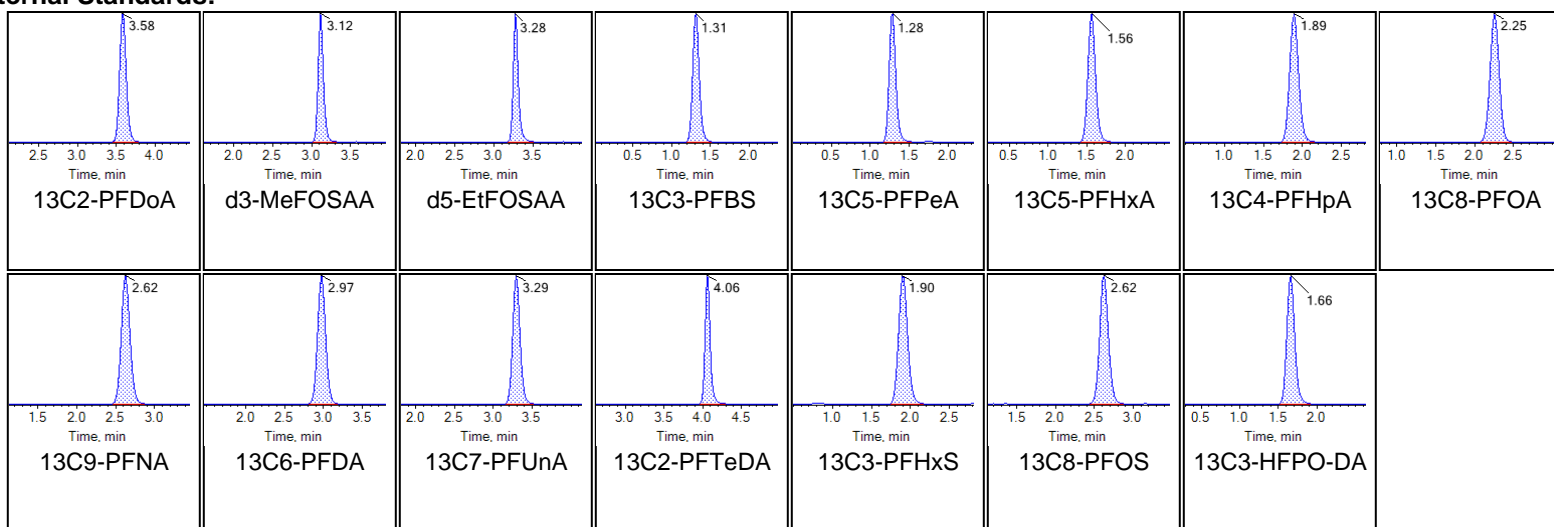 ternal Standards:
3.58 3.12 3.28 1.31 1.28 1.56 1.89 2.25
2.5 3.0 3.5 4.0 2.0 2.5 3.0 3.5 2.0 2.5 3.0 3.5 0.5 1.0 1.5 2.0 0.5 1.0 1.5 2.0 0.5 1.0 1.5 2.0 1.0 1.5 2.0 2.5 1.0 1.5 2.0 2.5
Time, min Time, min Time, min Time, min Time, min Time, min Time, min Time, min
13C2-PFDoA d3-MeFOSAA d5-EtFOSAA 13C3-PFBS 13C5-PFPeA 13C5-PFHxA 13C4-PFHpA 13C8-PFOA
2.62 2.97 3.29 4.06 1.90 2.62 1.66
1.5 2.0 2.5 3.0 2.0 2.5 3.0 3.5 2.0 2.5 3.0 3.5 3.0 3.5 4.0 4.5 1.0 1.5 2.0 2.5 1.5 2.0 2.5 3.0 0.5 1.0 1.5 2.0
Time, min Time, min Time, min Time, min Time, min Time, min Time, min
13C9-PFNA 13C6-PFDA 13C7-PFUnA 13C2-PFTeDA 13C3-PFHxS 13C8-PFOS 13C3-HFPO-DA